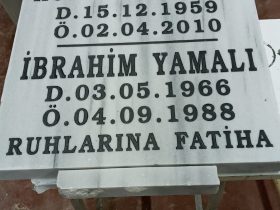 D.15.12.1959
Ö.02.04.2010
İBRAHİM YAMALI
D.03.05.1966
Ö.04.09.1988
RUHLARINA FATİHA